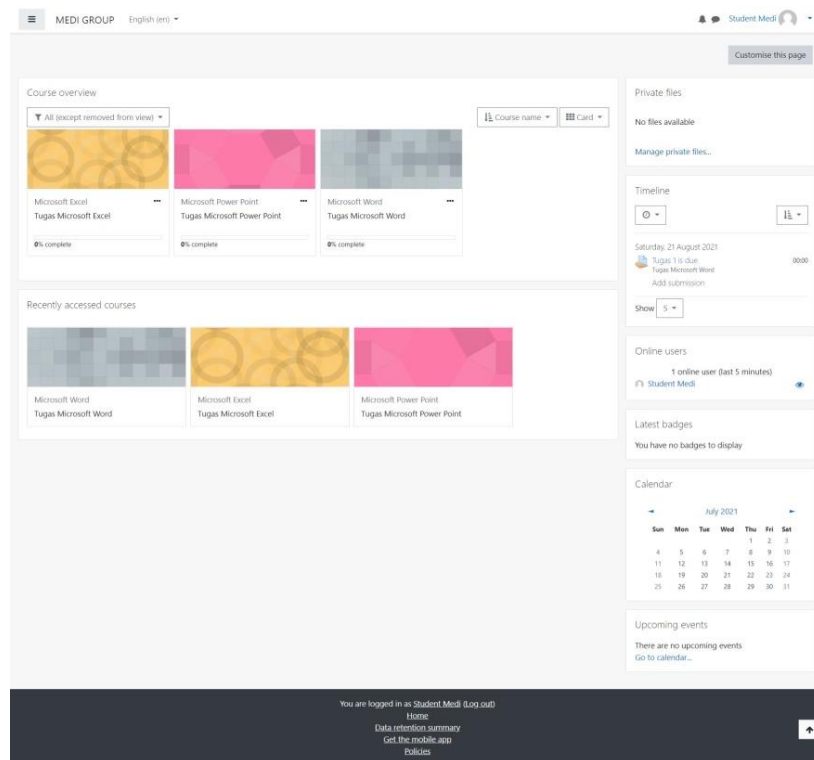 MEDI GROUP English (en)
Student Medi
Customise this page
Course overview
All (except removed from view)
Course name
Card
Microsoft Excel
Tugas Microsoft Excel
0% complete
Microsoft Power Point
Tugas Microsoft Power Point
0% complete
Microsoft Word
Tugas Microsoft Word
0% complete
Recently accessed courses
Microsoft Word
Tugas Microsoft Word
Microsoft Excel
Tugas Microsoft Excel
Microsoft Power Point
Tugas Microsoft Power Point
Private files
No files available
Manage private files...
Timeline
Saturday, 21 August 2021
Tugas 1 is due 00:00
Tugas Microsoft Word
Add submission
Show 5
Online users
1 online user (last 5 minutes)
Student Medi
Latest badges
You have no badges to display
Calendar
July 2021
Sun Mon Tue Wed Thu Fri Sat
1 2 3
4 5 6 7 8 9 10
11 12 13 14 15 16 17
18 19 20 21 22 23 24
25 26 27 28 29 30 31
Upcoming events
There are no upcoming events
Go to calendar...
You are logged in as Student Medi (Log out)
Home
Data retention summary
Get the mobile app
Policies